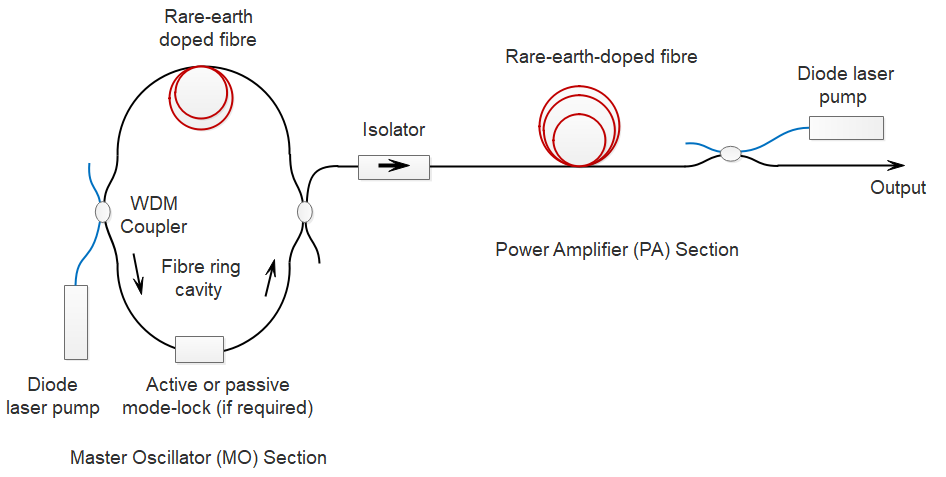 Rare-earth
doped fibre
Rare-earth-doped fibre
Diode laser
pump
Isolator
Output
WDM
Coupler
Fibre ring
cavity
Power Amplifier (PA) Section
Diode
laser pump
Active or passive
mode-lock (if required)
Master Oscillator (MO) Section